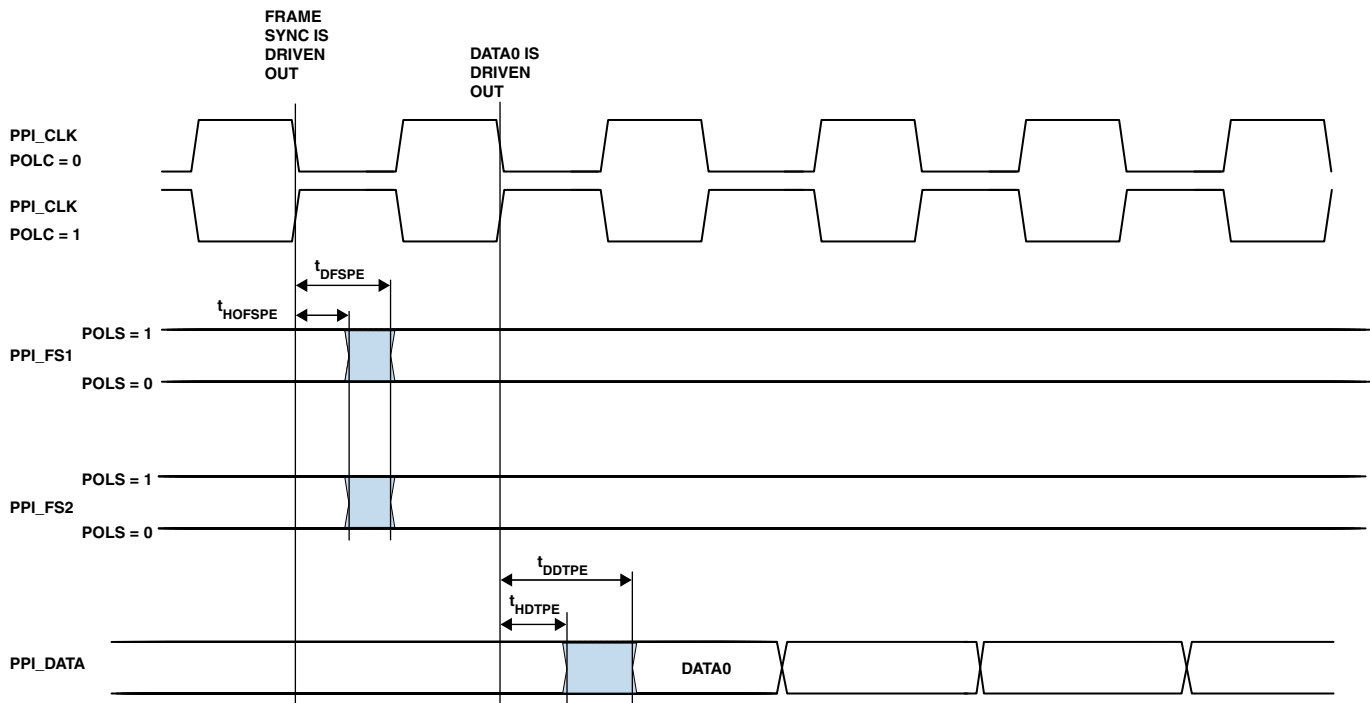 FRAME
SYNC IS
DRIVEN
OUT
DATA0 IS
DRIVEN
OUT
PPI_CLK
POLC = 0
PPI_CLK
POLC = 1
tDFSPE
tHOFSPE
POLS = 1
PPI_FS1
POLS = 0
POLS = 1
PPI_FS2
POLS = 0
tDDTPE
tHDTPE
PPI_DATA
DATA0